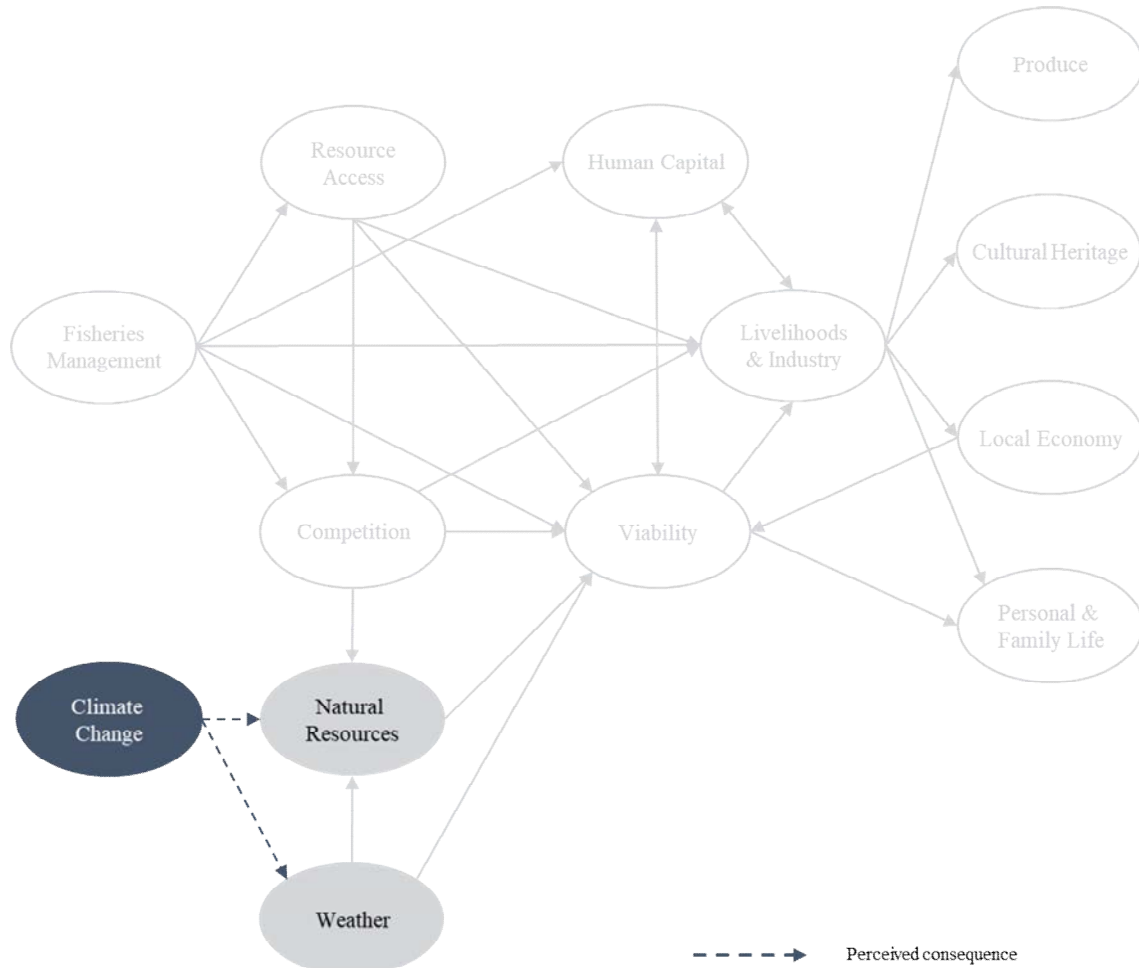 Produce
Resource
Access
Human Capital
Cultural Heritage
Fisheries
Management
Livelihoods
& Industry
Local Economy
Competition
Viability
Personal &
Family Life
Climate
Change
Natural
Resources
Weather
Perceived consequence